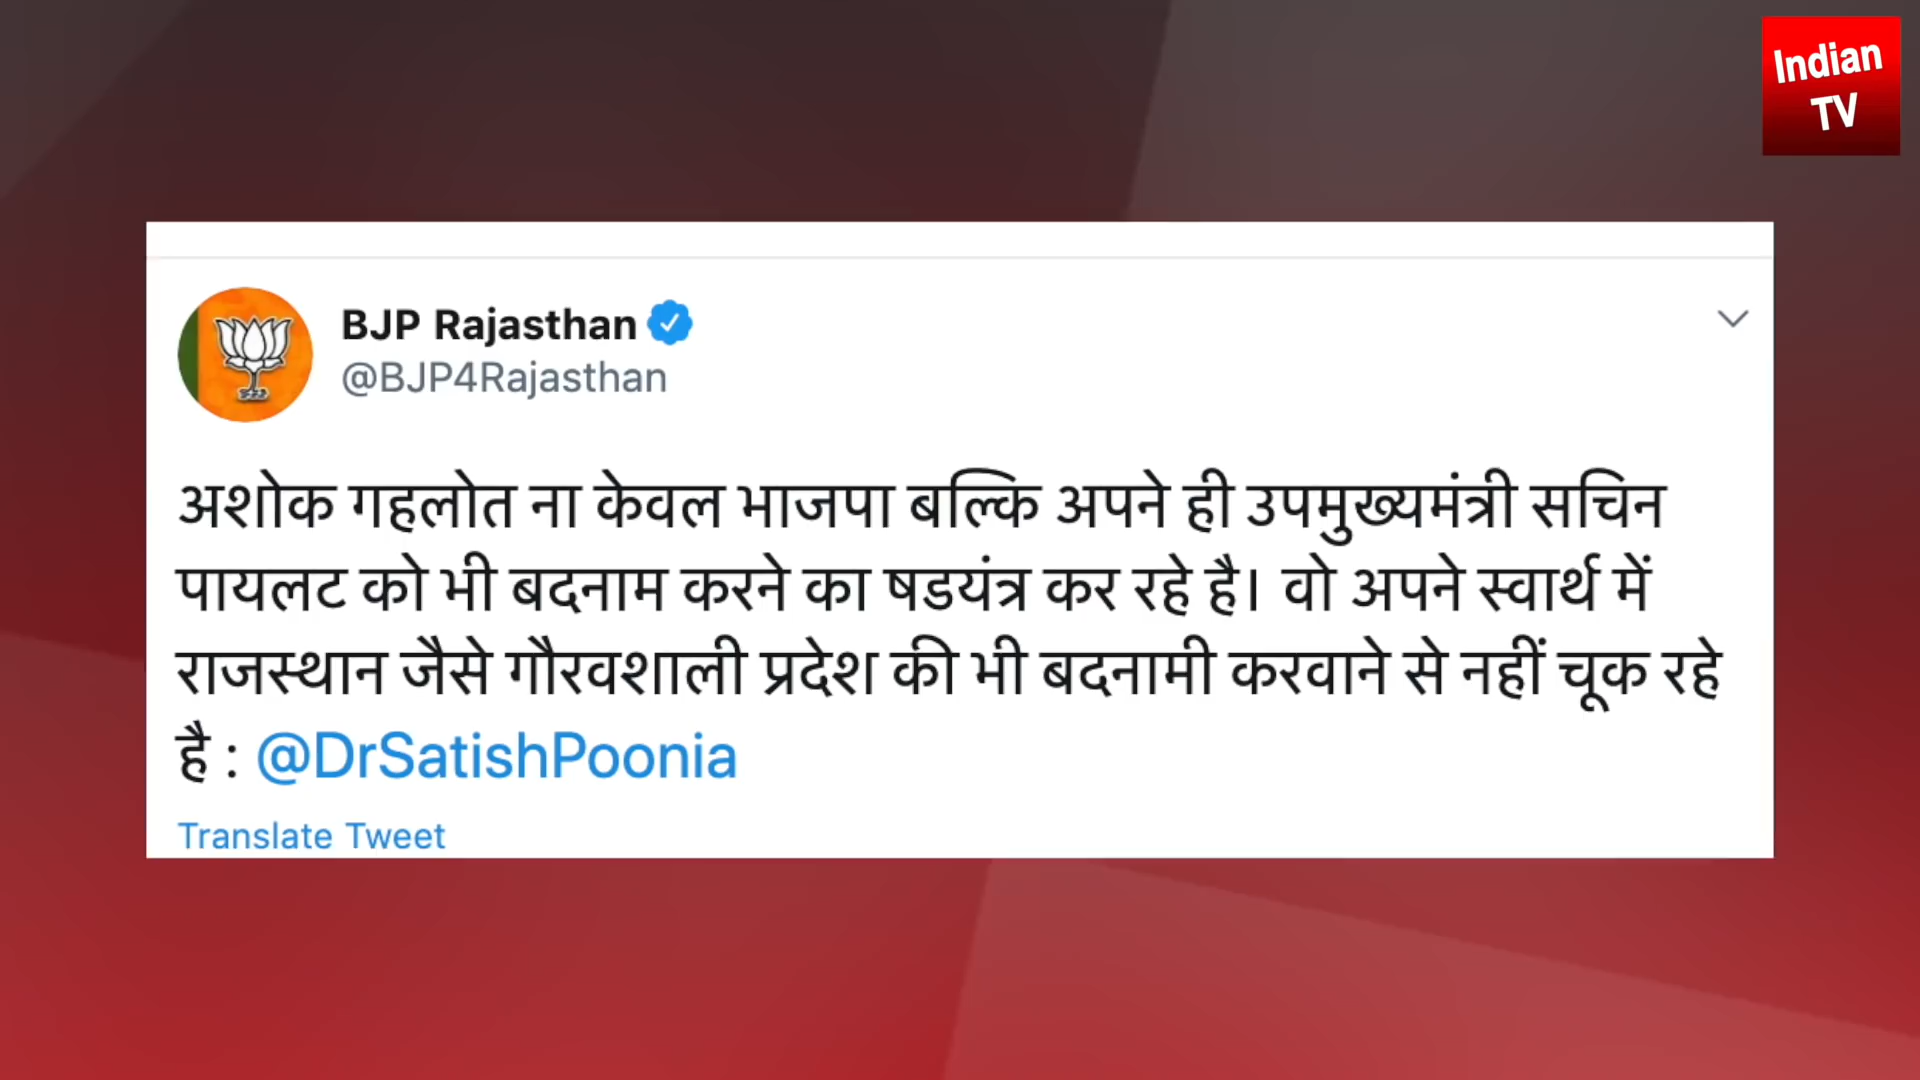 Indian
TV
BJP Rajasthan
@BJP4Rajasthan
अशोक गहलोत ना केवल भाजपा बल्कि अपने ही उपमुख्यमंत्री सचिन
पायलट को भी बदनाम करने का षडयंत्र कर रहे है। वो अपने स्वार्थ में
राजस्थान जैसे गौरवशाली प्रदेश की भी बदनामी करवाने से नहीं चूक रहे
है : @DrSatishPoonia
Translate Tweet